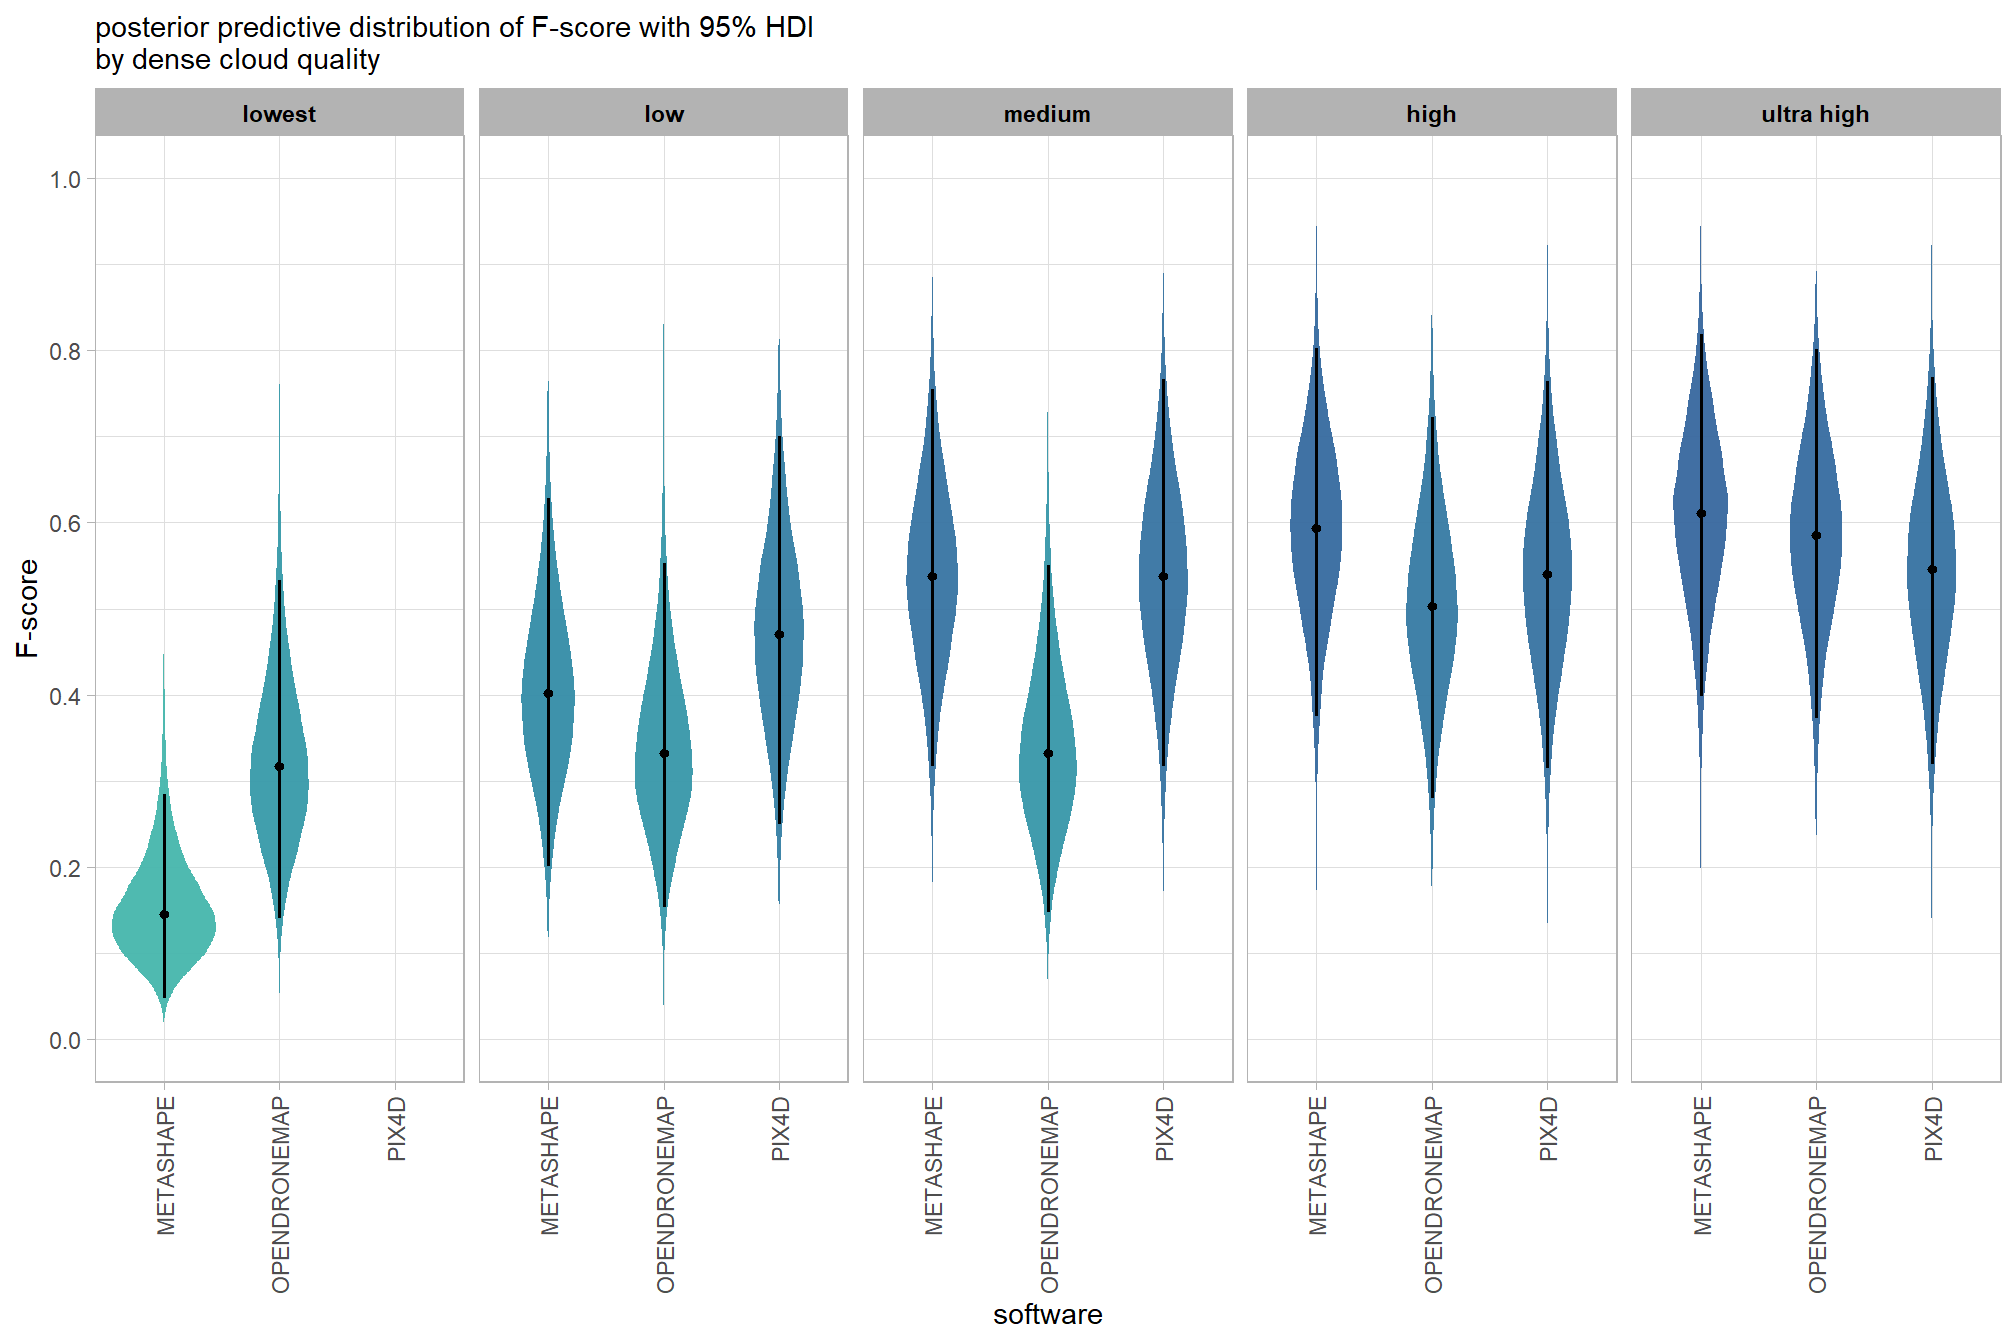 posterior predictive distribution of F-score with 95% HDI
by dense cloud quality
lowest
low
medium
high
ultra high
F-score
1.0
0.8
0.6
0.4
0.2
0.0
METASHAPE
OPENDRONEMAP
PIX4D
METASHAPE
OPENDRONEMAP
PIX4D
METASHAPE
OPENDRONEMAP
PIX4D
METASHAPE
OPENDRONEMAP
PIX4D
METASHAPE
OPENDRONEMAP
PIX4D
software